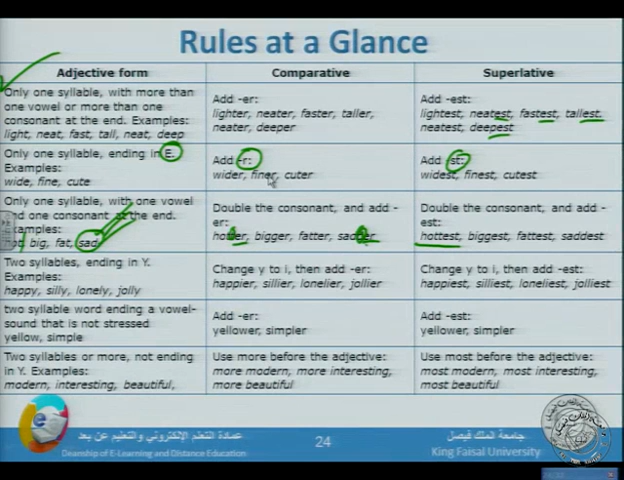 Rules at a Glance
Adjective form
Comparative
Superlative
Only one syllable, with more than
one vowel or more than one
consonant at the end. Examples:
light, neat, fast, tall, neat, deep
Add -er:
lighter, neater, faster, taller,
neater, deeper
Add -est:
lightest, neatest, fastest, tallest.
neatest, deepest
Only one syllable, ending in E.
Examples:
wide, fine, cute
Add -r:
wider, finer, cuter
Add -st:
widest, finest, cutest
Only one syllable, with one vowel
and one consonant at the end.
Examples:
hot, big, fat, sad
Double the consonant, and add -
er:
hotter, bigger, fatter, sadder
Double the consonant, and add -
est:
hottest, biggest, fattest, saddest
Two syllables, ending in Y.
Examples:
happy, silly, lonely, jolly
Change y to i, then add -er:
happier, sillier, lonelier, jollier
Change y to i, then add -est:
happiest, silliest, loneliest, jolliest
two syllable word ending a vowel-
sound that is not stressed
yellow, simple
Add -er:
yellower, simpler
Add -est:
yellower, simpler
Two syllables or more, not ending
in Y. Examples:
modern, interesting, beautiful,
Use more before the adjective:
more modern, more interesting,
more beautiful
Use most before the adjective:
most modern, most interesting,
most beautiful
عمادة التعلم الإلكتروني والتعليم عن بعد
Deanship of E-Learning and Distance Education
24
جامعة الملك فيصل
King Faisal University